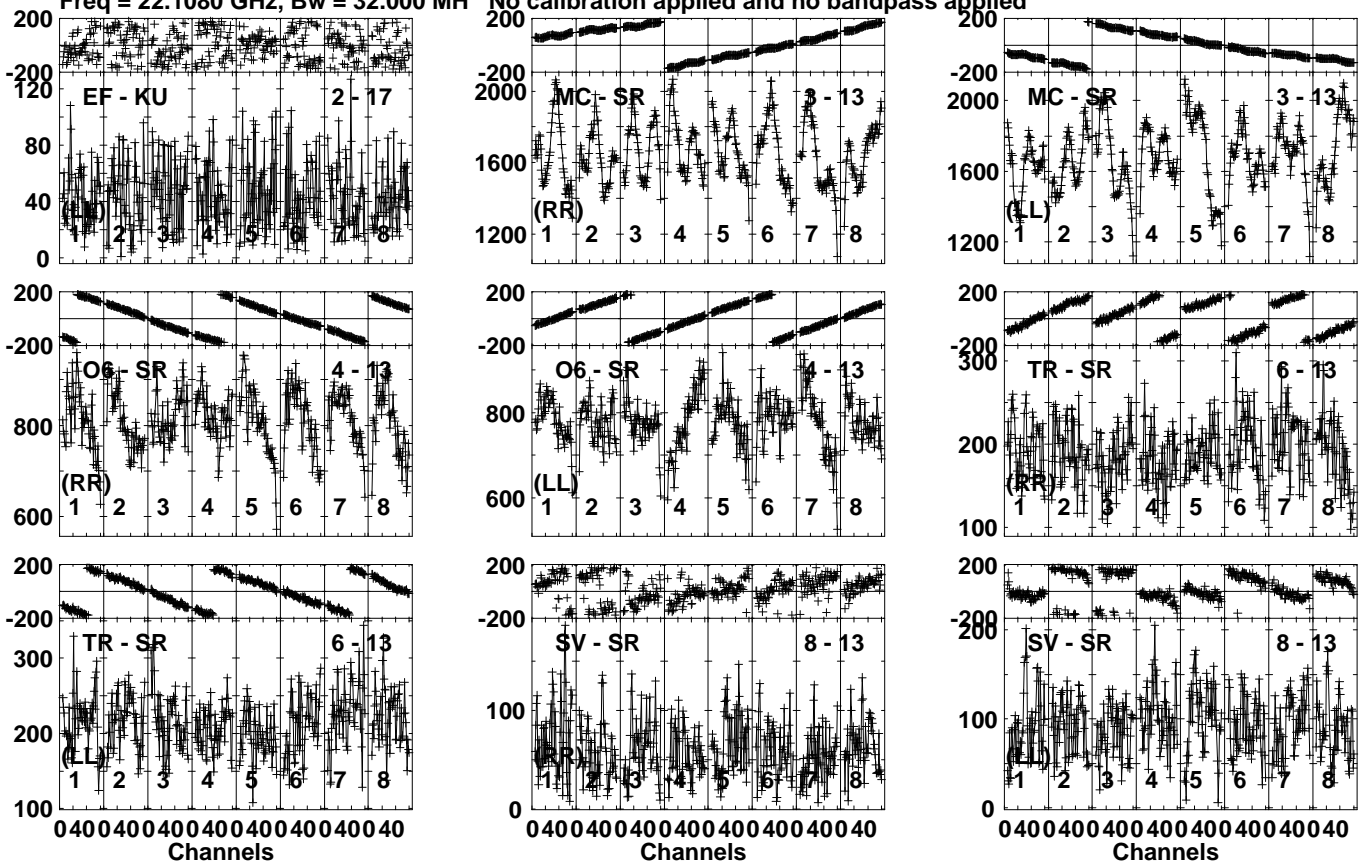 Freq = 22.1080 GHz, Bw = 32.000 MH No calibration applied and no bandpass applied
200
-200
EF - KU 2 - 17
120
80
40
0
(LL)
1 2 3 4 5 6 7 8
200
-200
MC - SR 3 - 13
2000
1600
1200
(RR)
1 2 3 4 5 6 7 8
200
-200
MC - SR 3 - 13
2000
1600
1200
(LL)
1 2 3 4 5 6 7 8
200
-200
O6 - SR 4 - 13
800
600
(RR)
1 2 3 4 5 6 7 8
200
-200
O6 - SR 4 - 13
800
600
(LL)
1 2 3 4 5 6 7 8
200
-200
TR - SR 6 - 13
300
200
100
(RR)
1 2 3 4 5 6 7 8
200
-200
TR - SR 6 - 13
300
200
100
(LL)
1 2 3 4 5 6 7 8
0 40 0 40 0 40 0 40 0 40 0 40 0 40 0 40
Channels
200
-200
SV - SR 8 - 13
100
0
(RR)
1 2 3 4 5 6 7 8
0 40 0 40 0 40 0 40 0 40 0 40 0 40 0 40
Channels
200
-200
SV - SR 8 - 13
200
100
0
(LL)
1 2 3 4 5 6 7 8
0 40 0 40 0 40 0 40 0 40 0 40 0 40 0 40
Channels